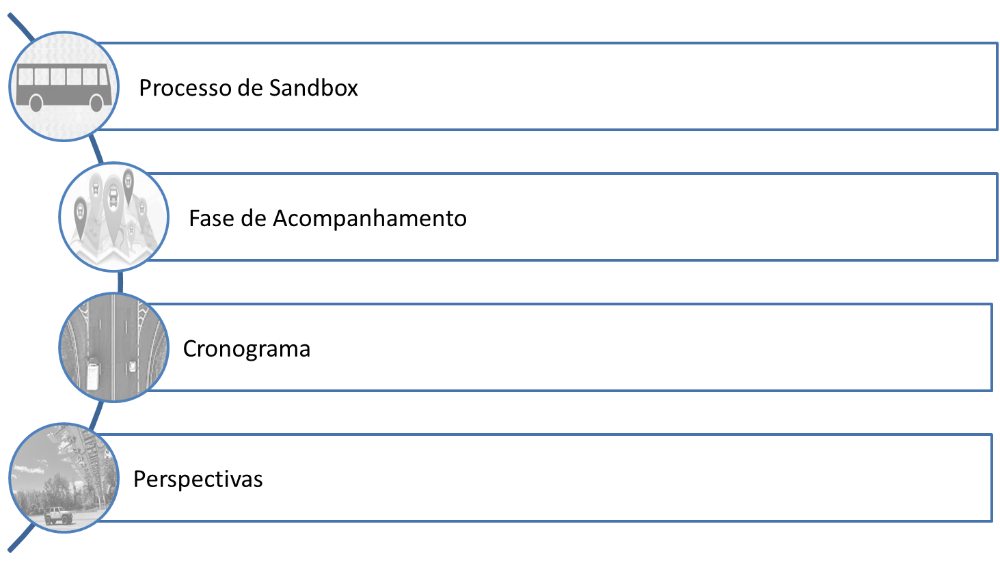 Processo de Sandbox
Fase de Acompanhamento
Cronograma
Perspectivas